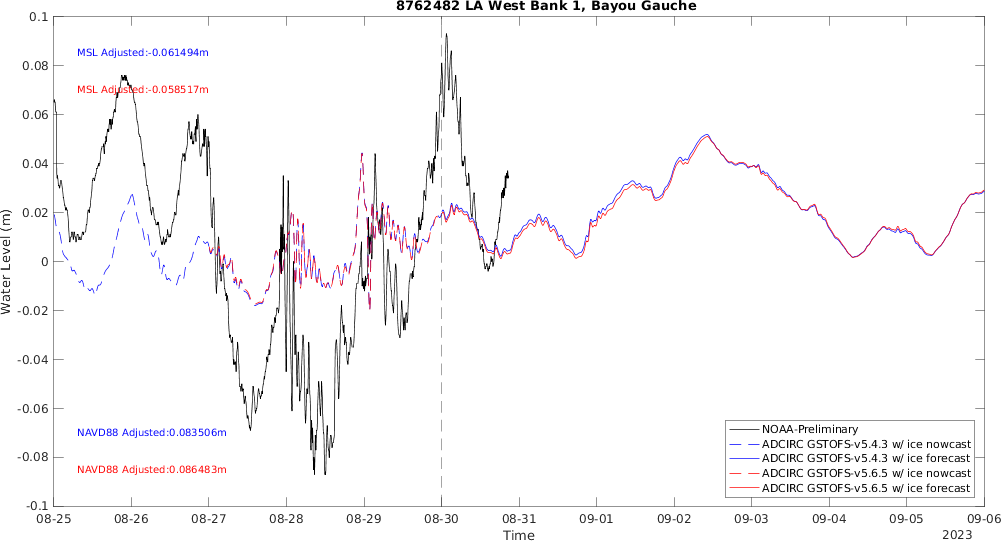 8762482 LA West Bank 1, Bayou Gauche
0.1
0.08
0.06
0.04
0.02
0
-0.02
-0.04
-0.06
-0.08
-0.1
Water Level (m)
MSL Adjusted:-0.061494m
MSL Adjusted:-0.058517m
NAVD88 Adjusted:0.083506m
NAVD88 Adjusted:0.086483m
NOAA-Preliminary
ADCIRC GSTOFS-v5.4.3 w/ ice nowcast
ADCIRC GSTOFS-v5.4.3 w/ ice forecast
ADCIRC GSTOFS-v5.6.5 w/ ice nowcast
ADCIRC GSTOFS-v5.6.5 w/ ice forecast
08-25 08-26 08-27 08-28 08-29 08-30 08-31 09-01 09-02 09-03 09-04 09-05 09-06
Time
2023